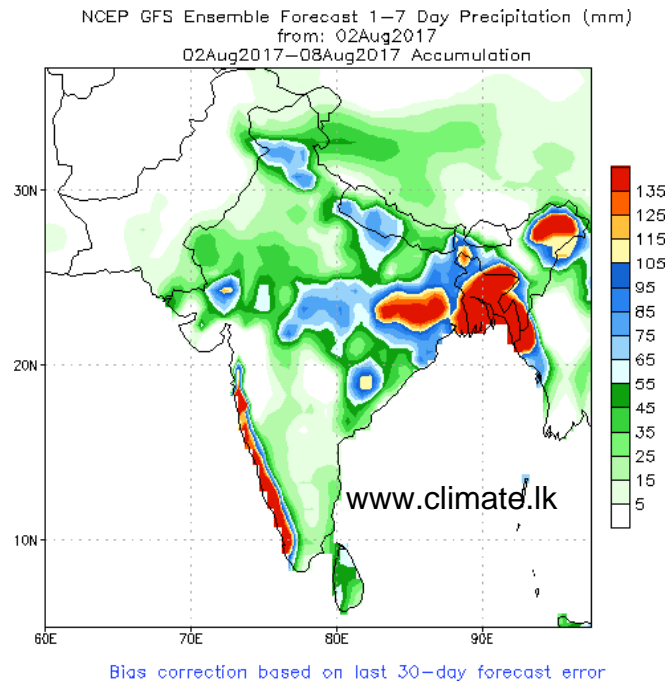 NCEP GFS Ensemble Forecast 1-7 Day Precipitation (mm)
from: 02Aug2017
02Aug2017-08Aug2017 Accumulation
30N
20N
10N
60E
70E
80E
90E
135
125
115
105
95
85
75
65
55
45
35
25
15
5
www.climate.lk
Bias correction based on last 30-day forecast error